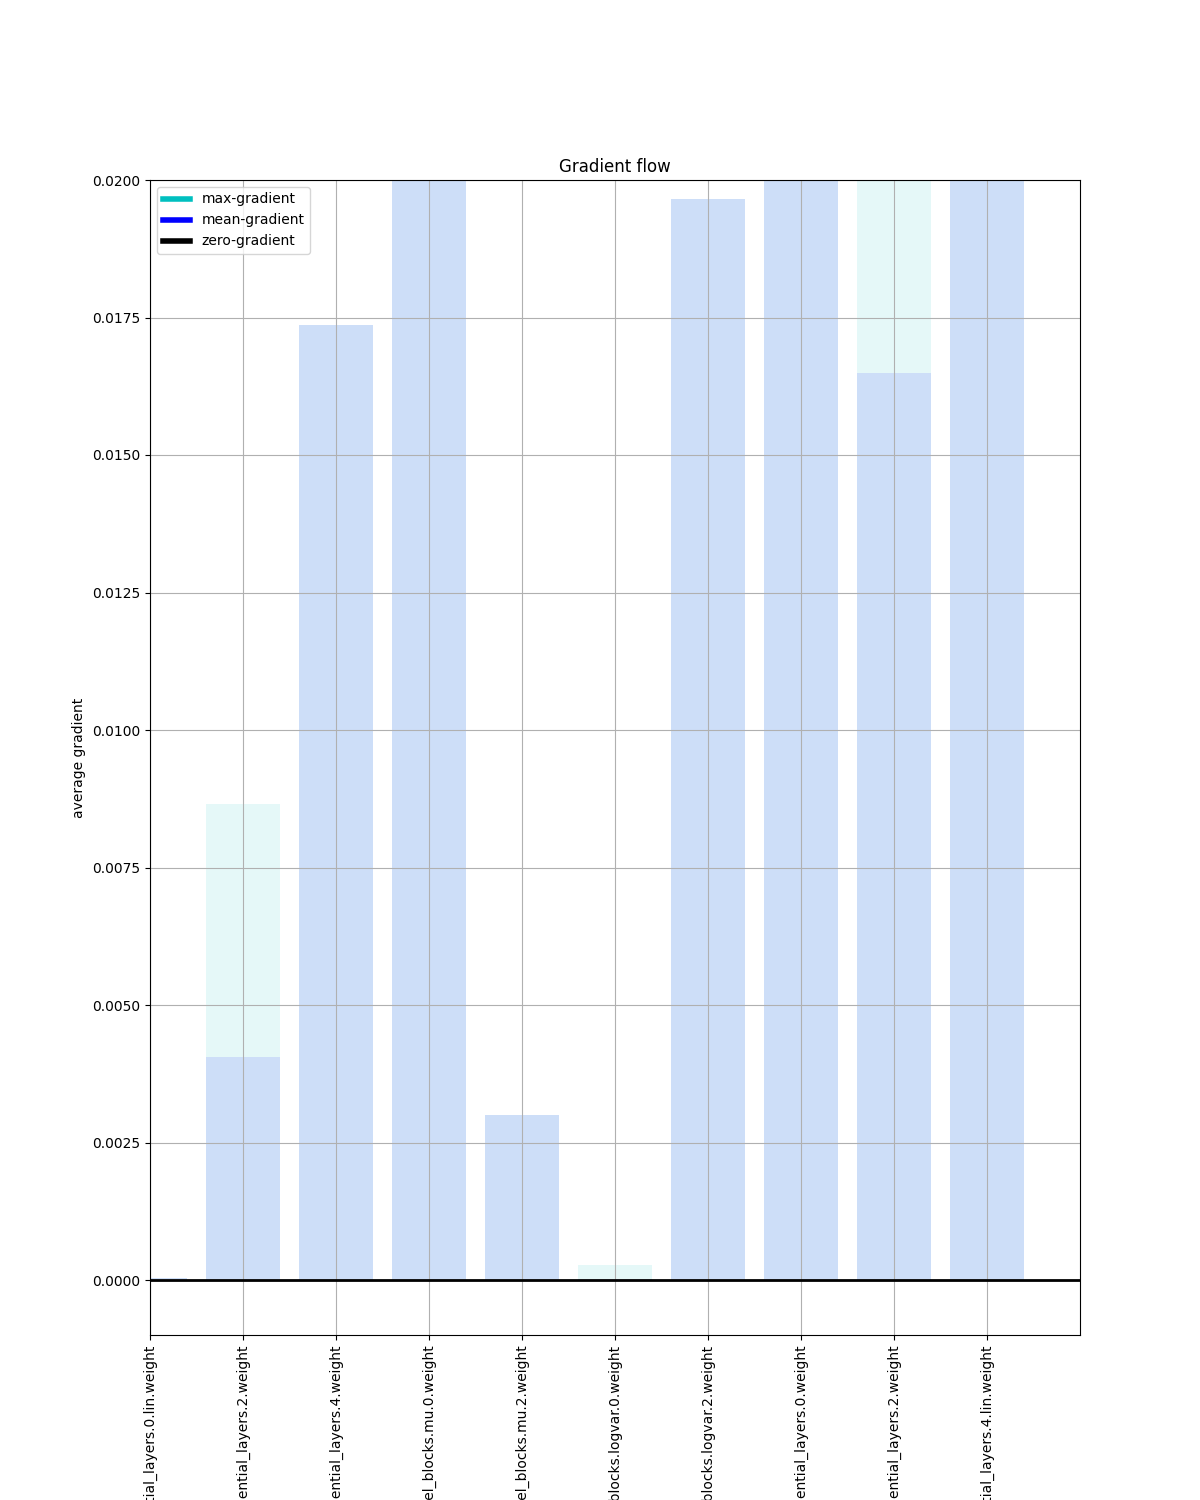 Gradient flow
max-gradient
mean-gradient
zero-gradient
0.0200
0.0175
0.0150
0.0125
0.0100
0.0075
0.0050
0.0025
0.0000
average gradient
tial_layers.0.lin.weight
ential_layers.2.weight
ential_layers.4.weight
el_blocks.mu.0.weight
el_blocks.mu.2.weight
blocks.logvar.0.weight
blocks.logvar.2.weight
ential_layers.0.weight
ential_layers.2.weight
tial_layers.4.lin.weight